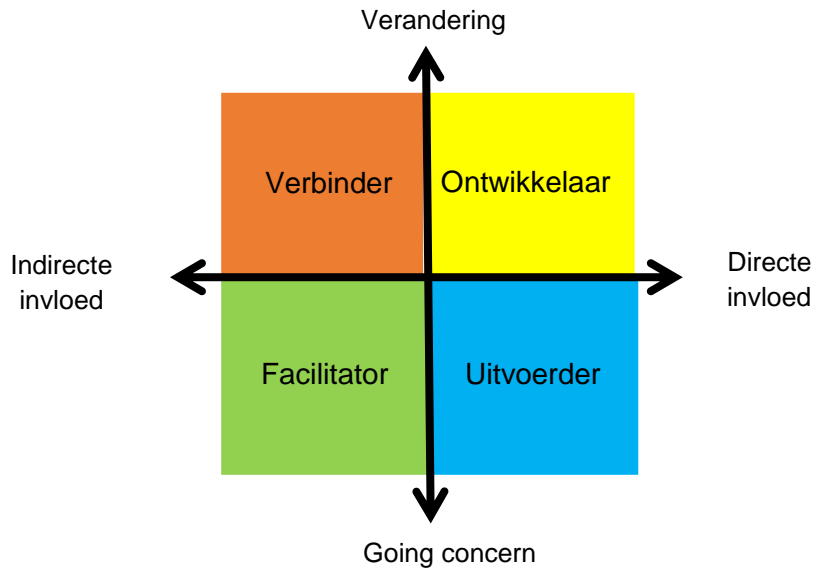 Verandering
Verbinder
Ontwikkelaar
Indirecte
invloed
Directe
invloed
Facilitator
Uitvoerder
Going concern